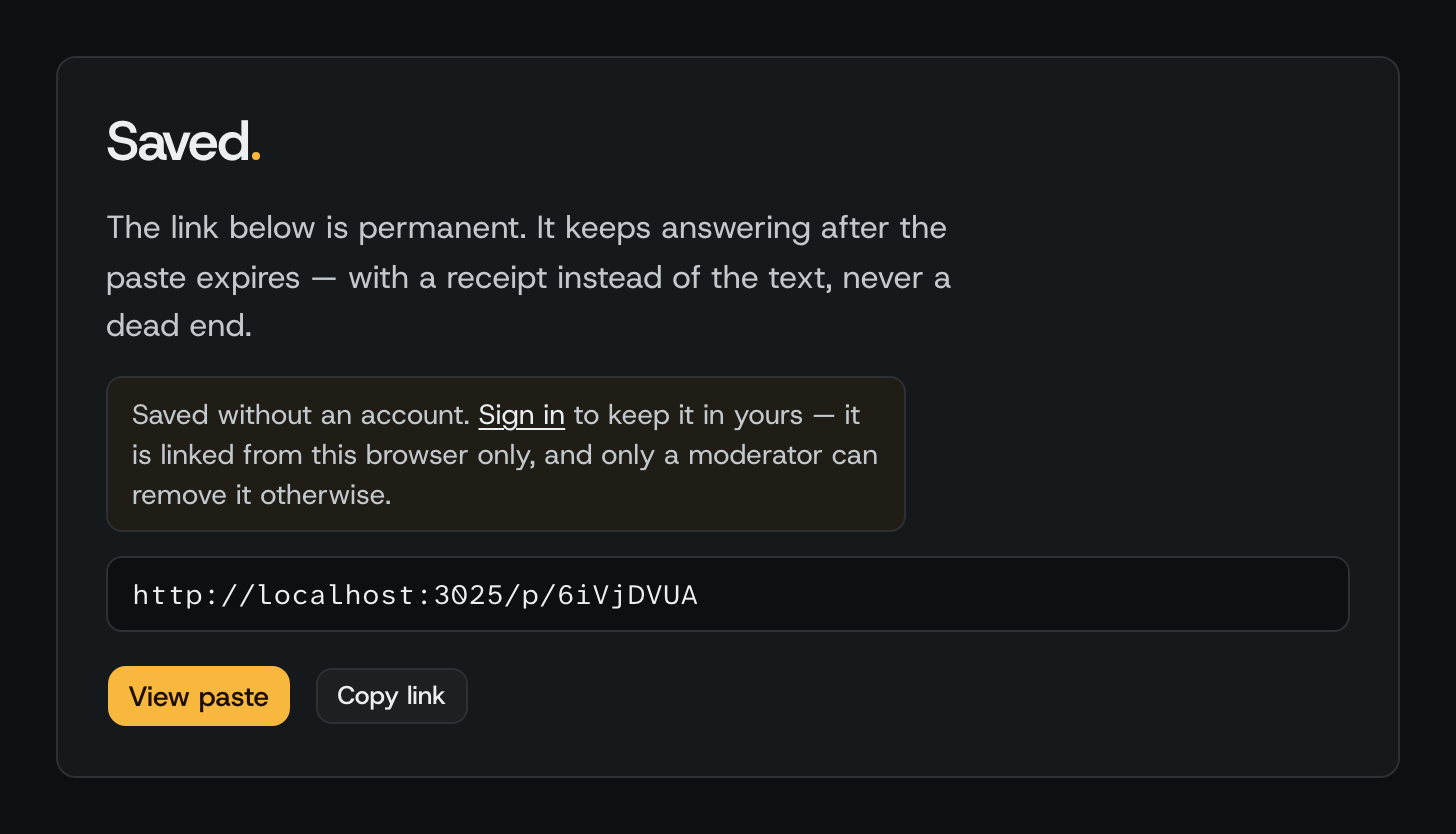 Saved.
The link below is permanent. It keeps answering after the
paste expires — with a receipt instead of the text, never a
dead end.
Saved without an account. Sign in to keep it in yours — it
is linked from this browser only, and only a moderator can
remove it otherwise.
http://localhost:3025/p/6iVjDVUA
View paste
Copy link